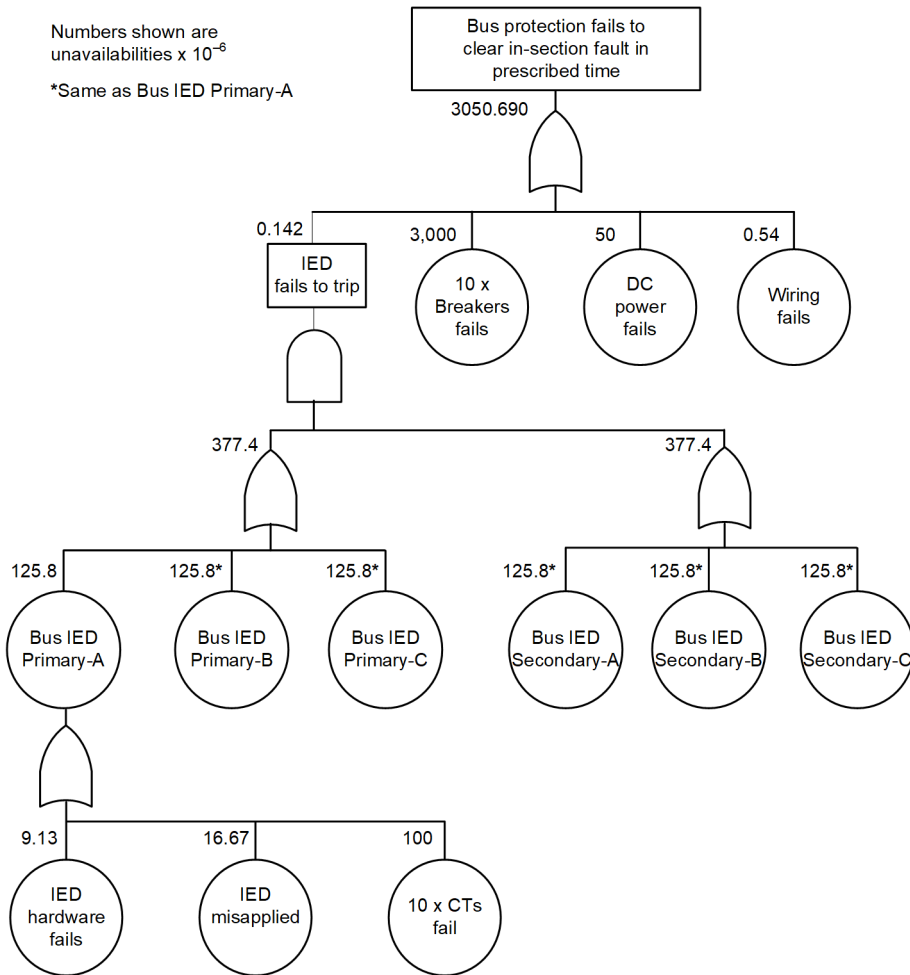 Numbers shown are
unavailabilities x 10⁻⁶
*Same as Bus IED Primary-A
Bus protection fails to
clear in-section fault in
prescribed time
3050.690
0.142
3,000
50
0.54
IED
fails to trip
10 x
Breakers
fails
DC
power
fails
Wiring
fails
377.4
377.4
125.8
125.8*
125.8*
125.8*
125.8*
125.8*
Bus IED
Primary-A
Bus IED
Primary-B
Bus IED
Primary-C
Bus IED
Secondary-A
Bus IED
Secondary-B
Bus IED
Secondary-C
9.13
16.67
100
IED
hardware
fails
IED
misapplied
10 x CTs
fail